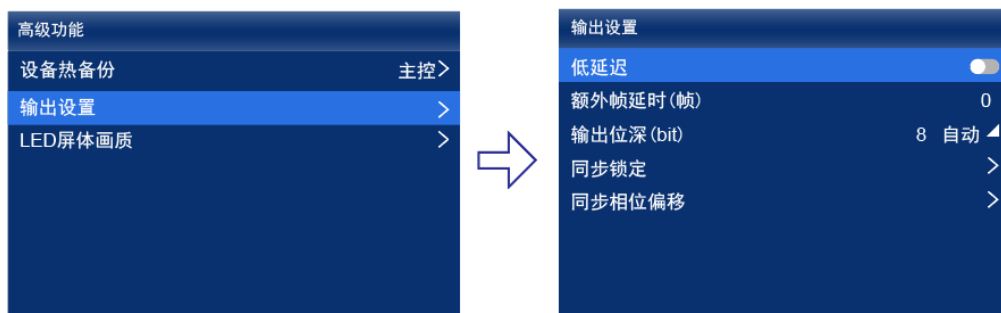 高级功能
设备热备份 主控>
输出设置 >
LED屏体画质 >
输出设置
低延迟
额外帧延时(帧) 0
输出位深(bit) 8 自动
同步锁定 >
同步相位偏移 >